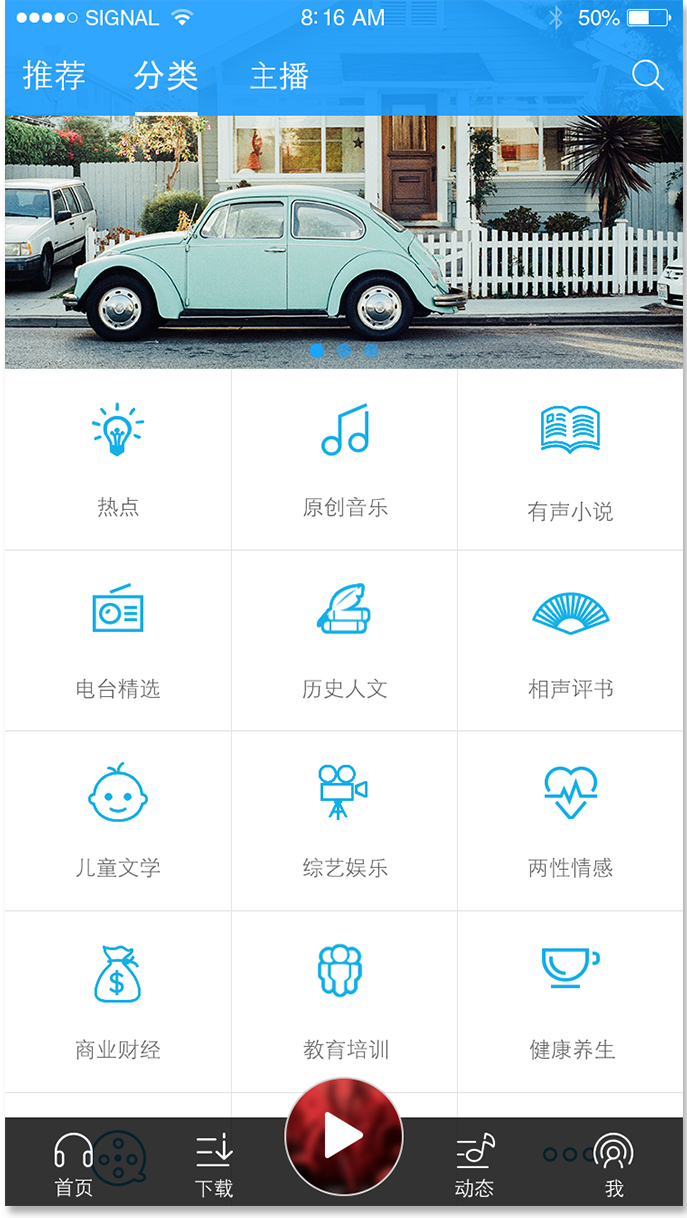 SIGNAL 8:16 AM 50%
推荐 分类 主播
热点 原创音乐 有声小说
电台精选 历史人文 相声评书
儿童文学 综艺娱乐 两性情感
$
商业财经 教育培训 健康养生
首页 下载 动态 我